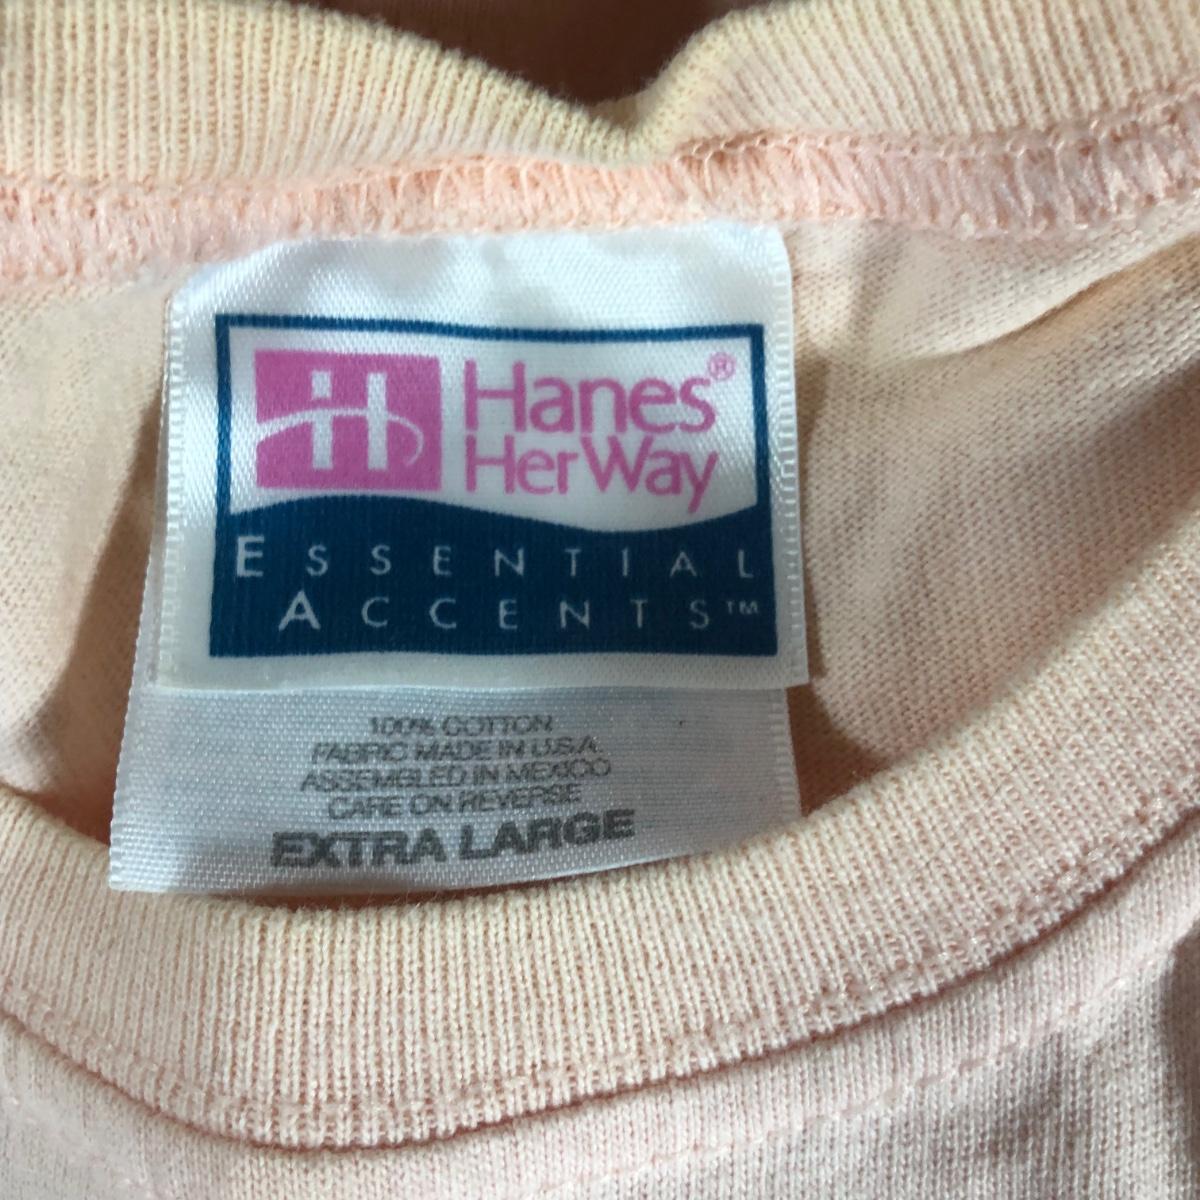 H Hanes®
HerWay
ESSENTIAL
ACCENTS™
100% COTTON
FABRIC MADE IN U.S.A.
ASSEMBLED IN MEXICO
CARE ON REVERSE
EXTRA LARGE